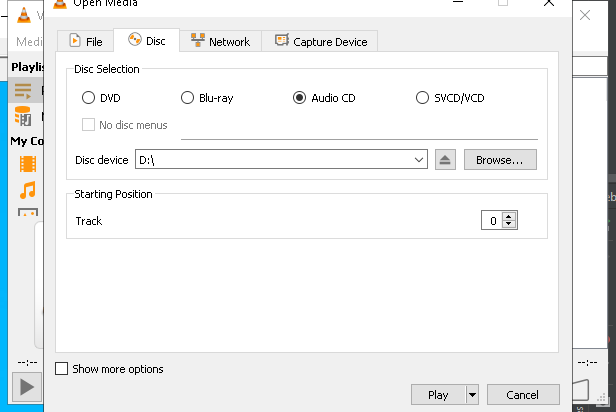 Open Media
Medi
File
Disc
Network
Capture Device
Playlis
Disc Selection
DVD
Blu-ray
Audio CD
SVCD/VCD
No disc menus
My Co
Disc device
D:\
Browse...
Starting Position
Track
0
--:--
--:--
Show more options
Play
Cancel